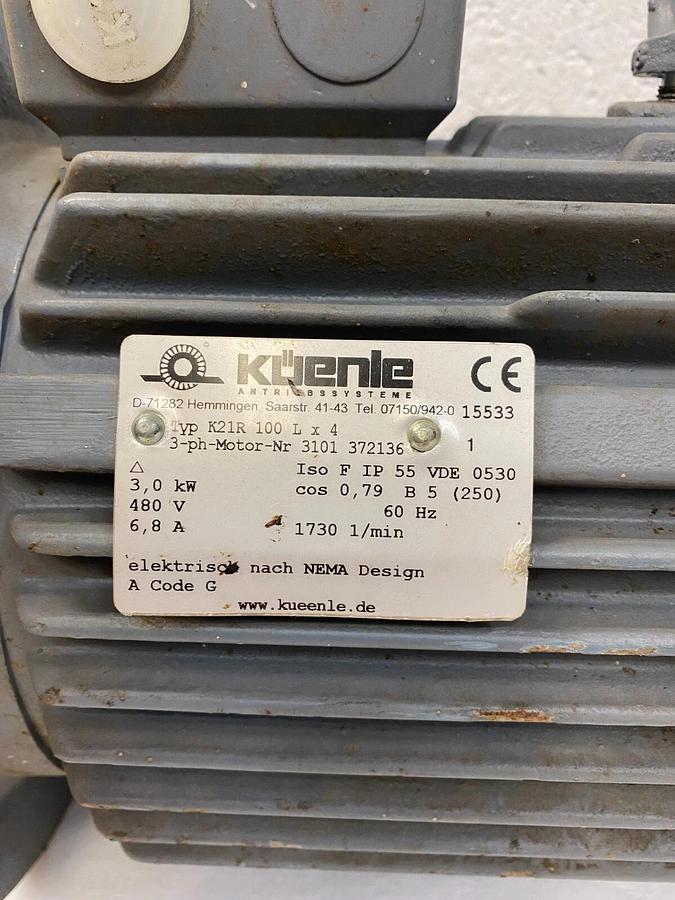 KÜENLE CE
ANTRIEBSSYSTEME
D-71282 Hemmingen Saarstr. 41-43 Tel. 07150/942-0 15533
Typ K21R 100 L x 4
3-ph-Motor-Nr 3101 372136 1
△ Iso F IP 55 VDE 0530
3,0 kW cos 0,79 B 5 (250)
480 V 60 Hz
6,8 A 1730 1/min
elektrisch nach NEMA Design
A Code G
www.kueenle.de